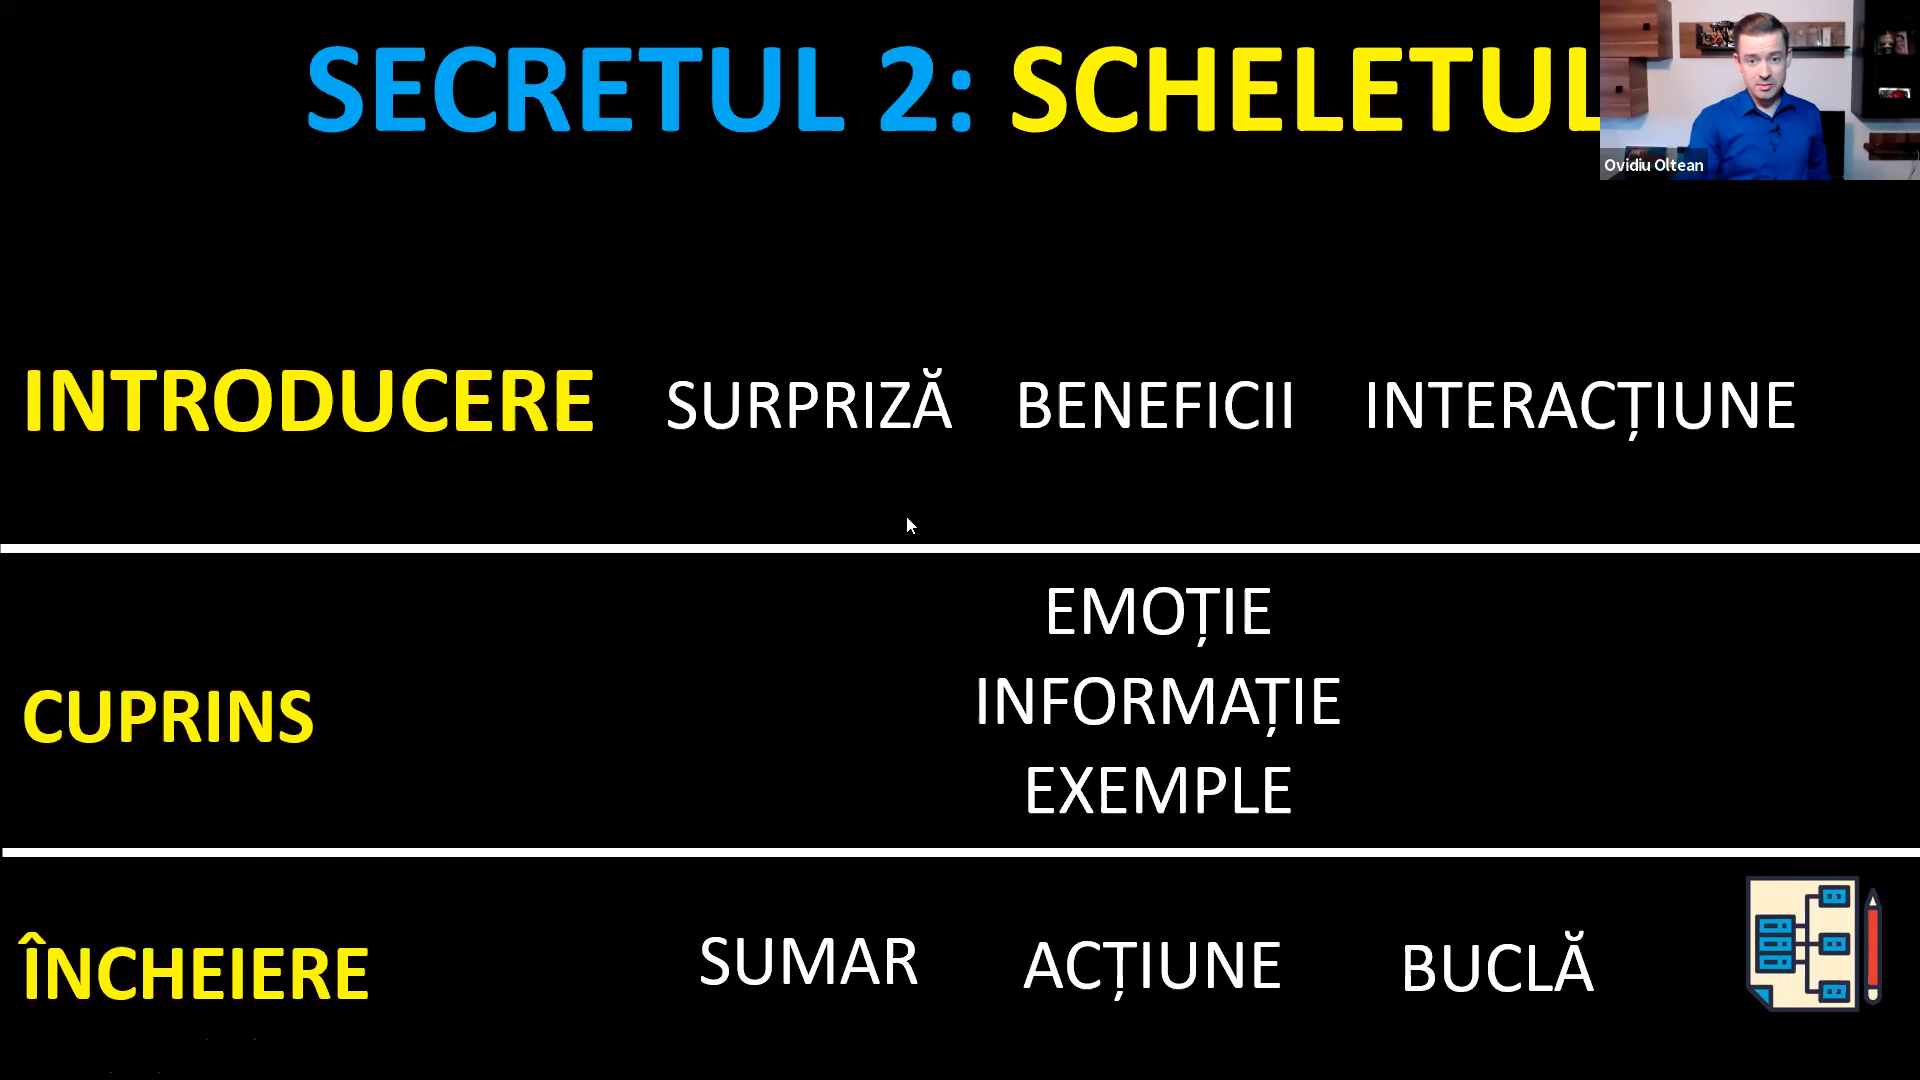 SECRETUL 2: SCHELETUL
Ovidiu Oltean
INTRODUCERE SURPRIZĂ BENEFICII INTERACȚIUNE
EMOȚIE
INFORMAȚIE
CUPRINS
EXEMPLE
ÎNCHEIERE SUMAR ACȚIUNE BUCLĂ